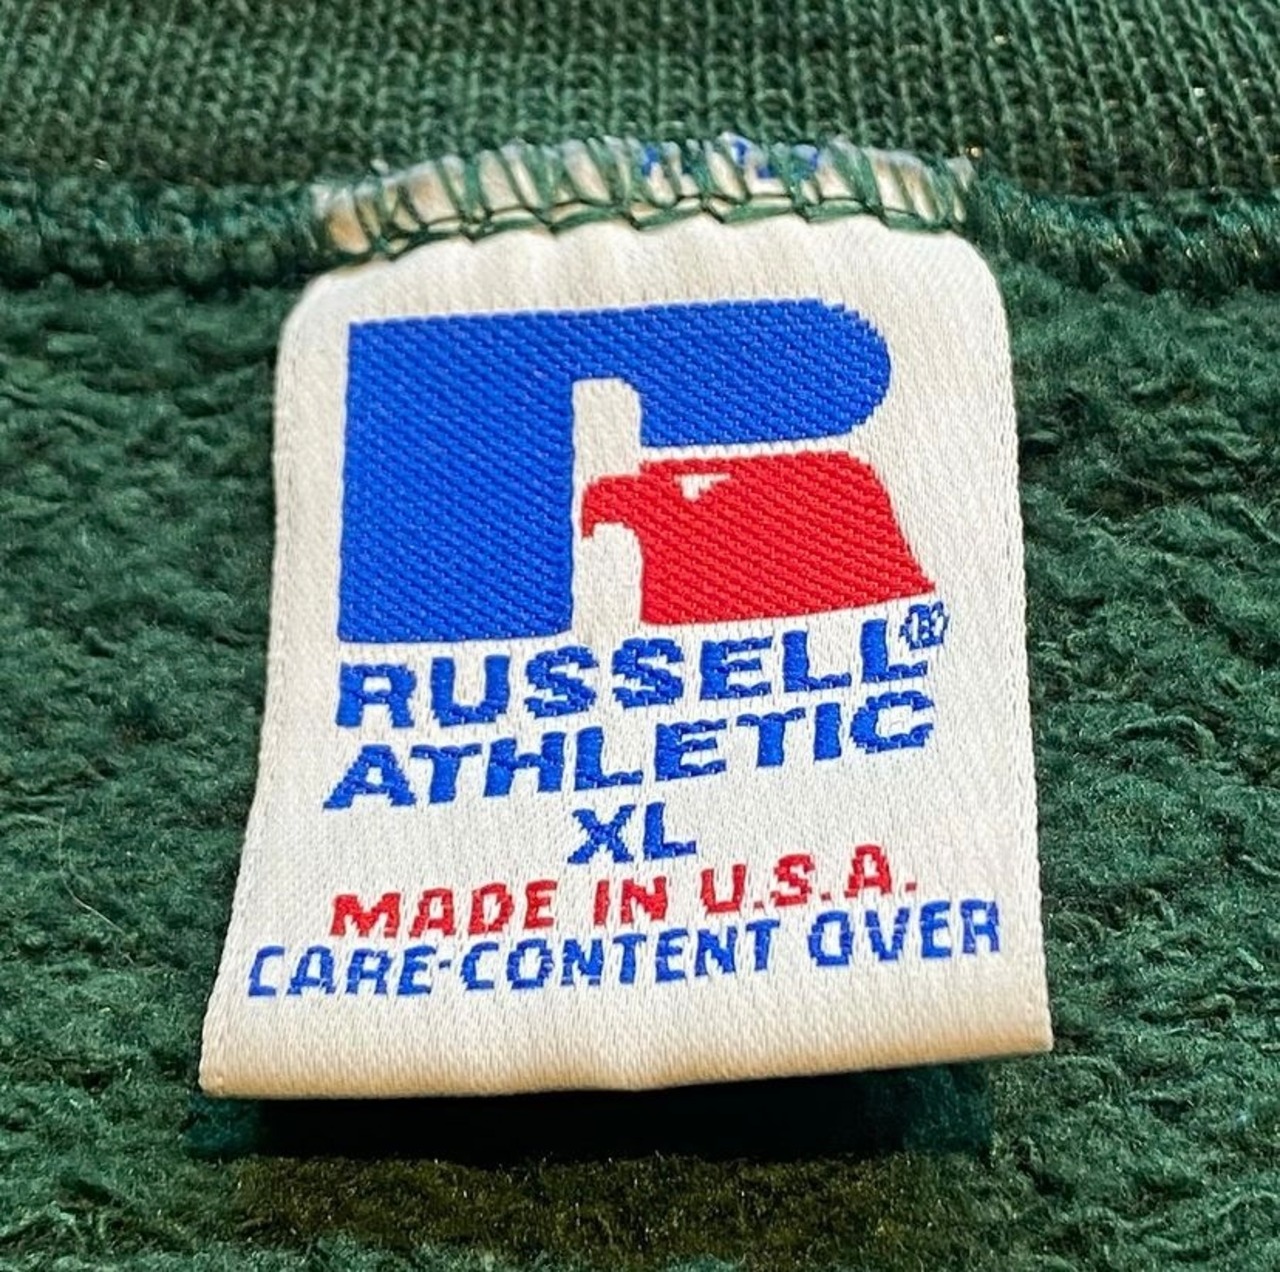 RUSSELL®
ATHLETIC
XL
MADE IN U.S.A.
CARE·CONTENT OVER